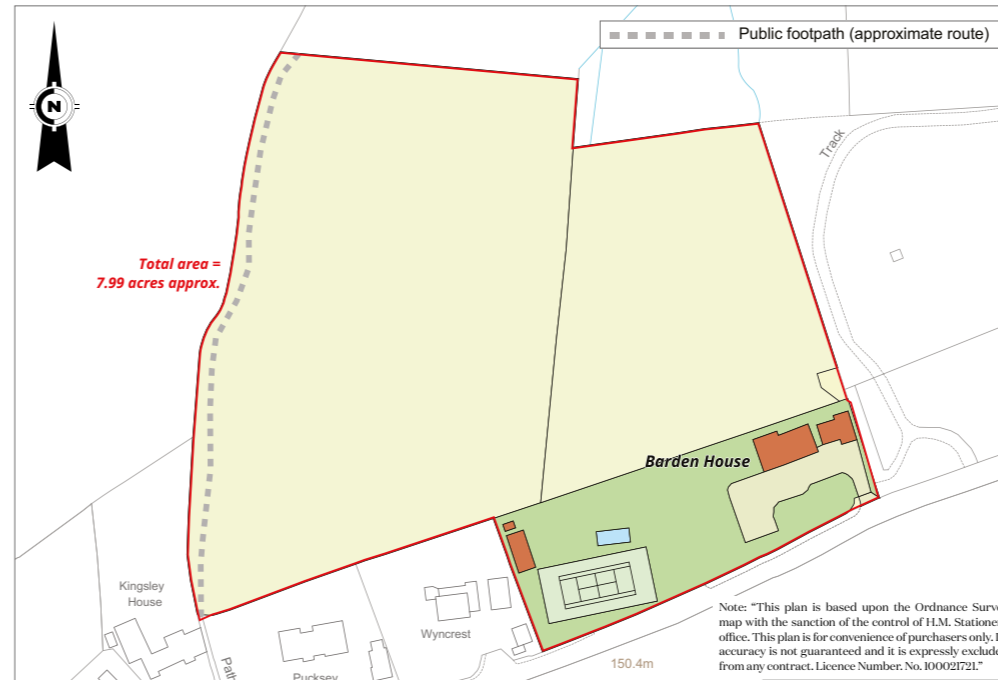 Public footpath (approximate route)
N
Track
Total area =
7.99 acres approx.
Barden House
Kingsley
House
Wyncrest
Path
Pucksey
150.4m
Note: “This plan is based upon the Ordnance Surve
map with the sanction of the control of H.M. Statione
office. This plan is for convenience of purchasers only. I
accuracy is not guaranteed and it is expressly exclude
from any contract. Licence Number. No. 100021721.”